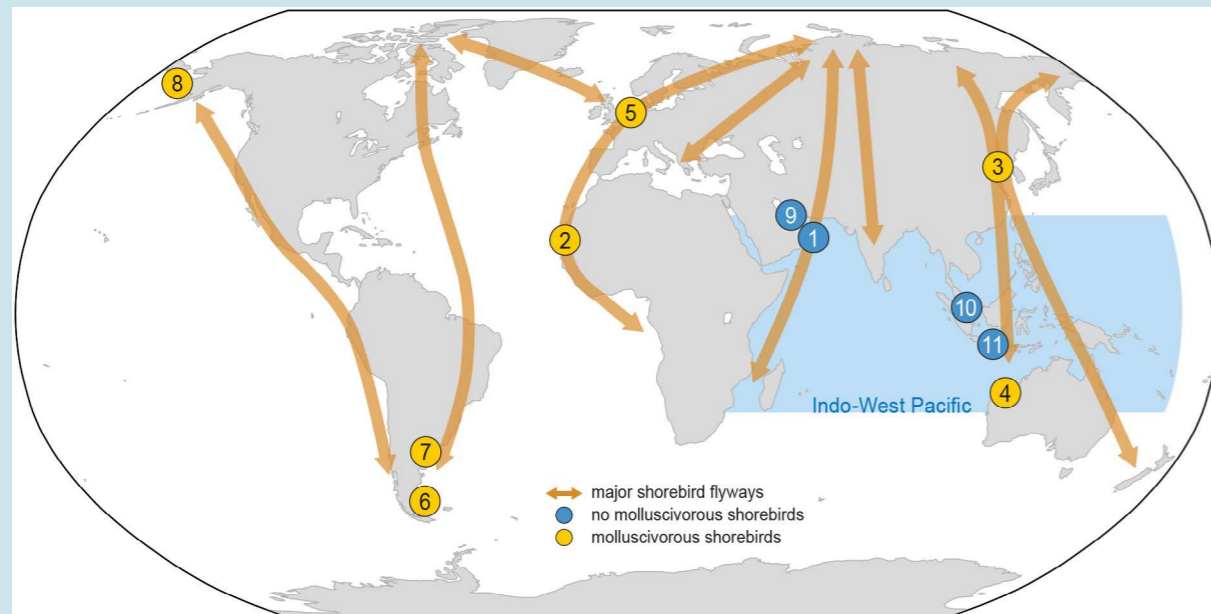 8
5
3
9
1
2
10
11
4
Indo-West Pacific
7
6
major shorebird flyways
no molluscivorous shorebirds
molluscivorous shorebirds